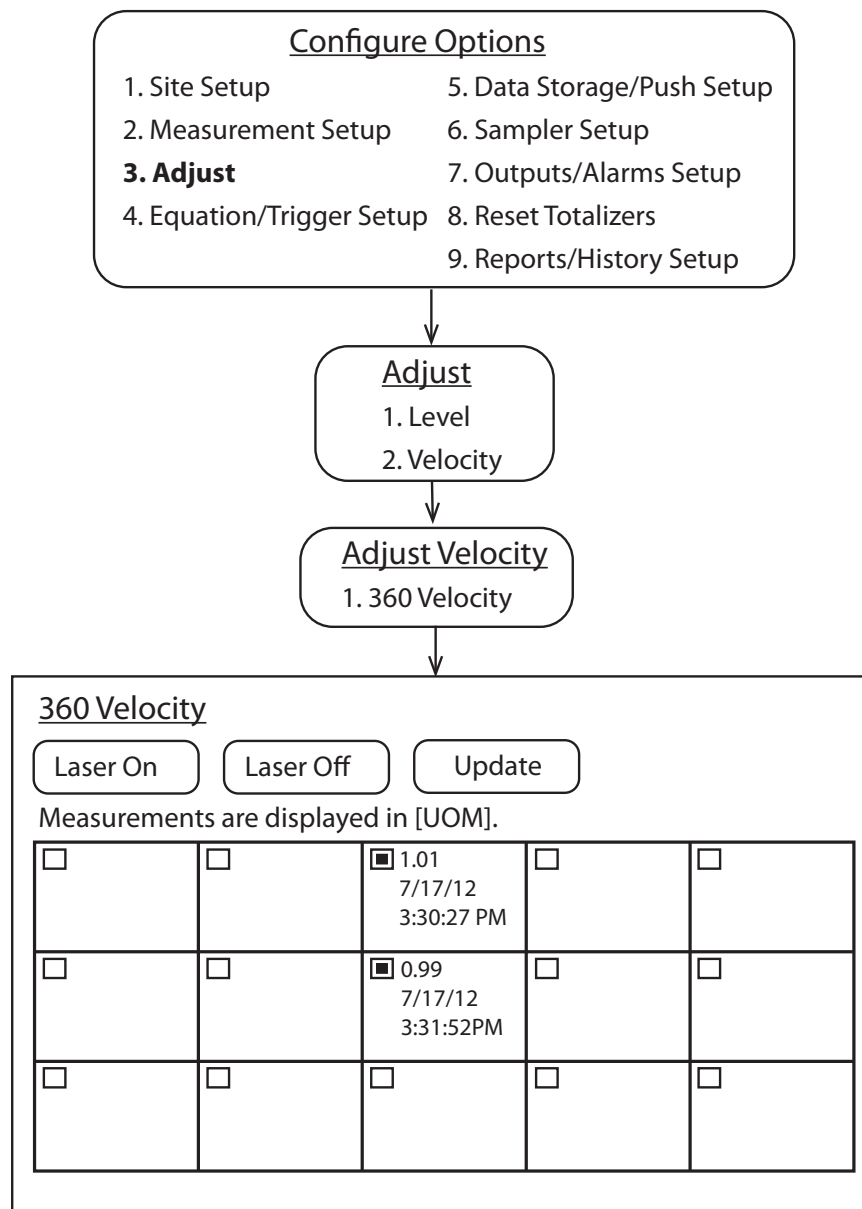 Configure Options
1. Site Setup
2. Measurement Setup
3. Adjust
4. Equation/Trigger Setup
5. Data Storage/Push Setup
6. Sampler Setup
7. Outputs/Alarms Setup
8. Reset Totalizers
9. Reports/History Setup
Adjust
1. Level
2. Velocity
Adjust Velocity
1. 360 Velocity
360 Velocity
Laser On
Laser Off
Update
Measurements are displayed in [UOM].
1.01
7/17/12
3:30:27 PM
0.99
7/17/12
3:31:52PM